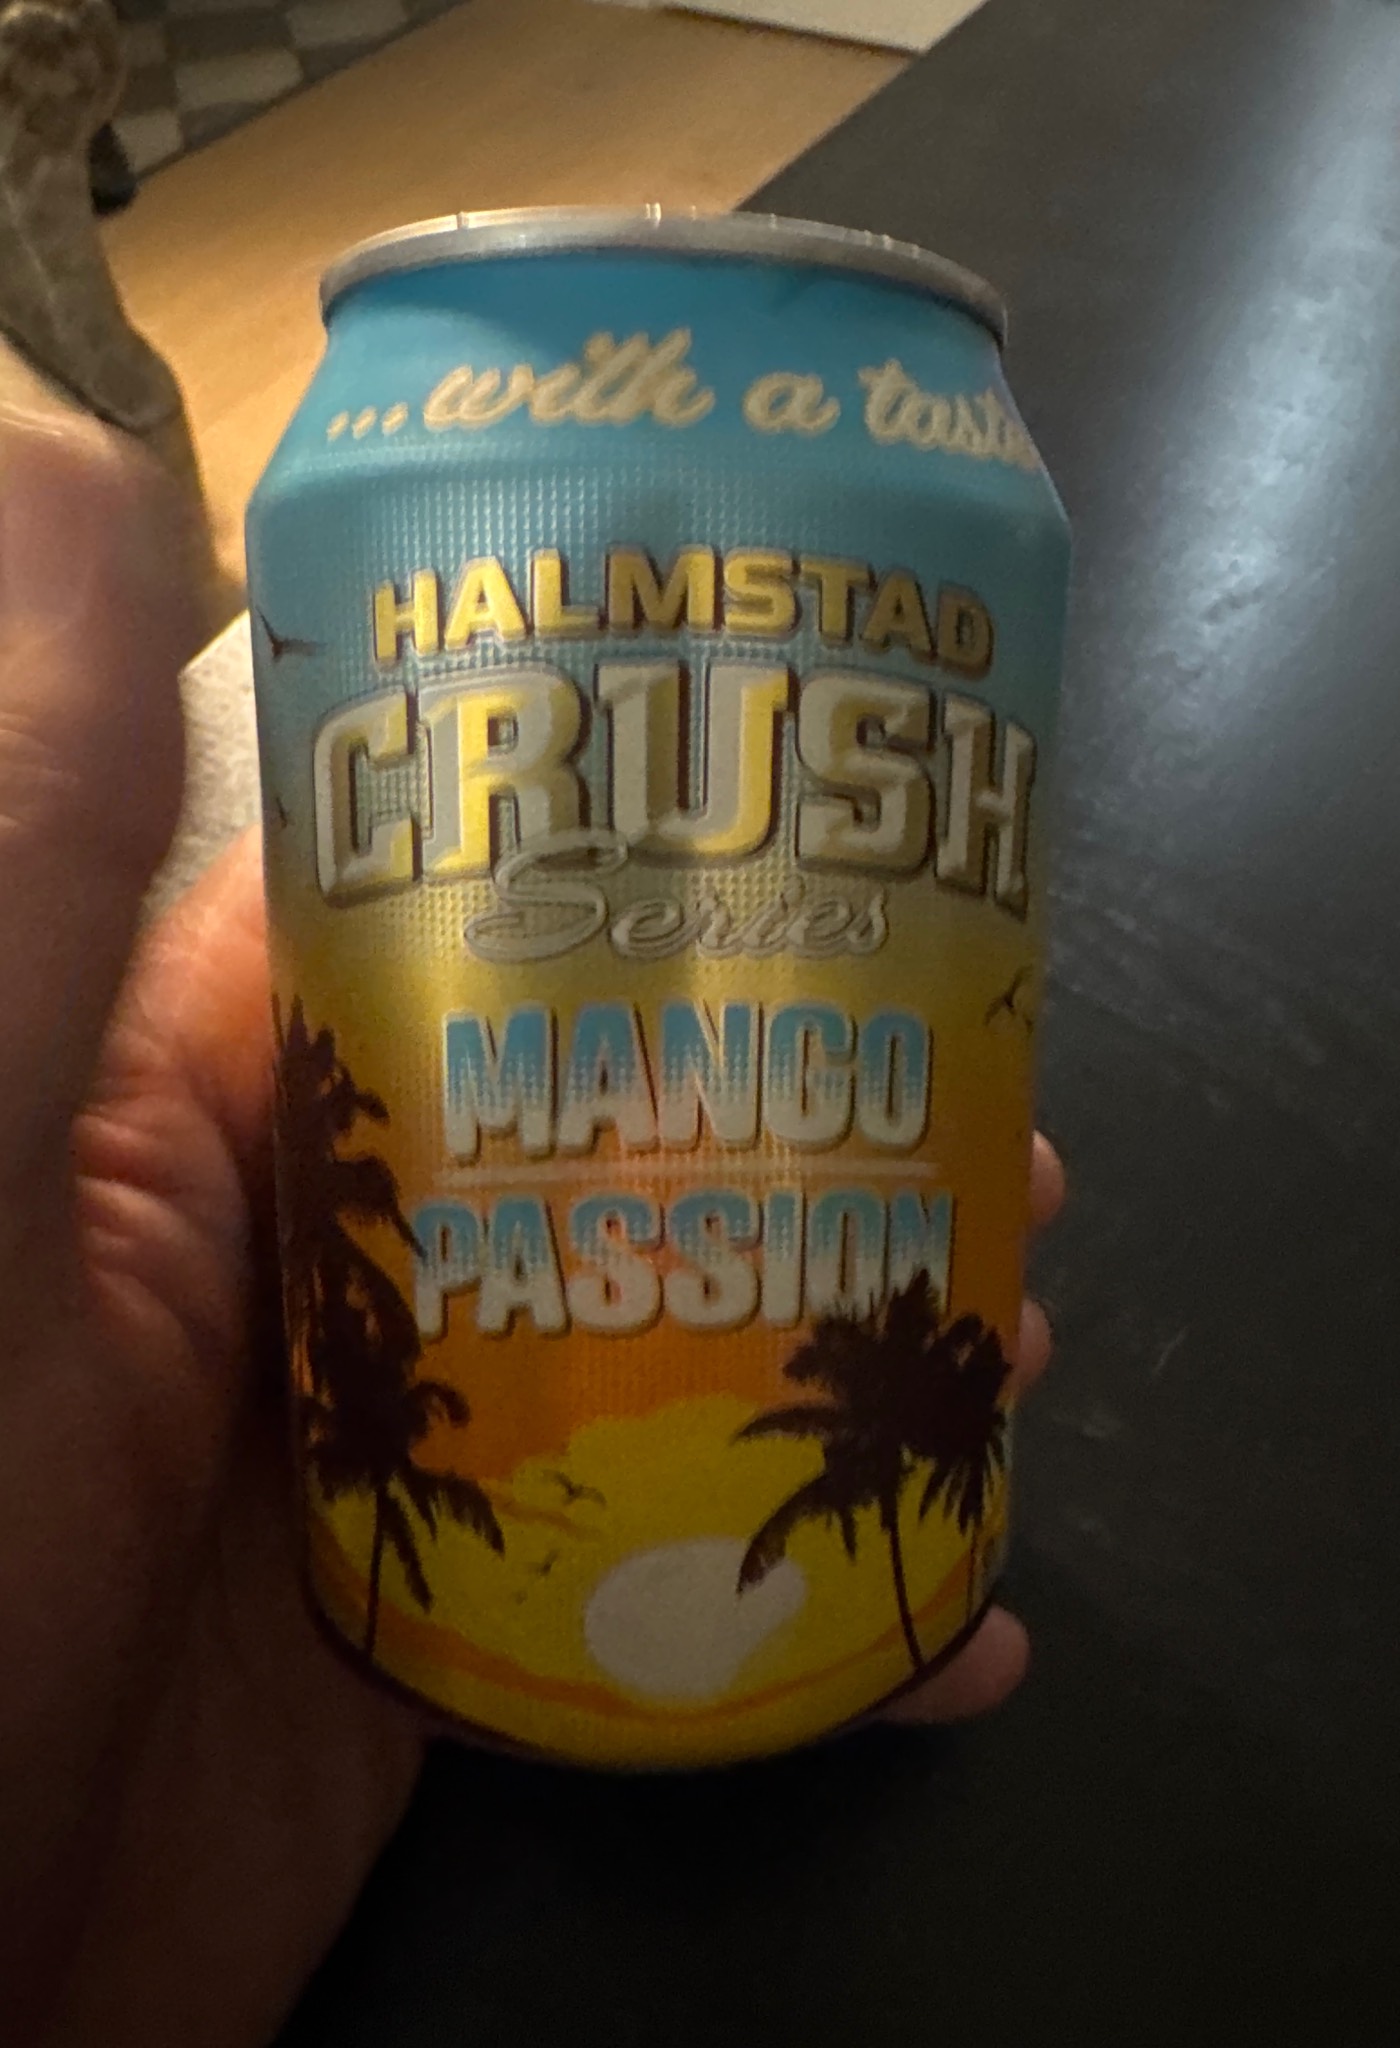 ...with a taste
HALMSTAD
CRUSH
Series
MANGO
PASSION